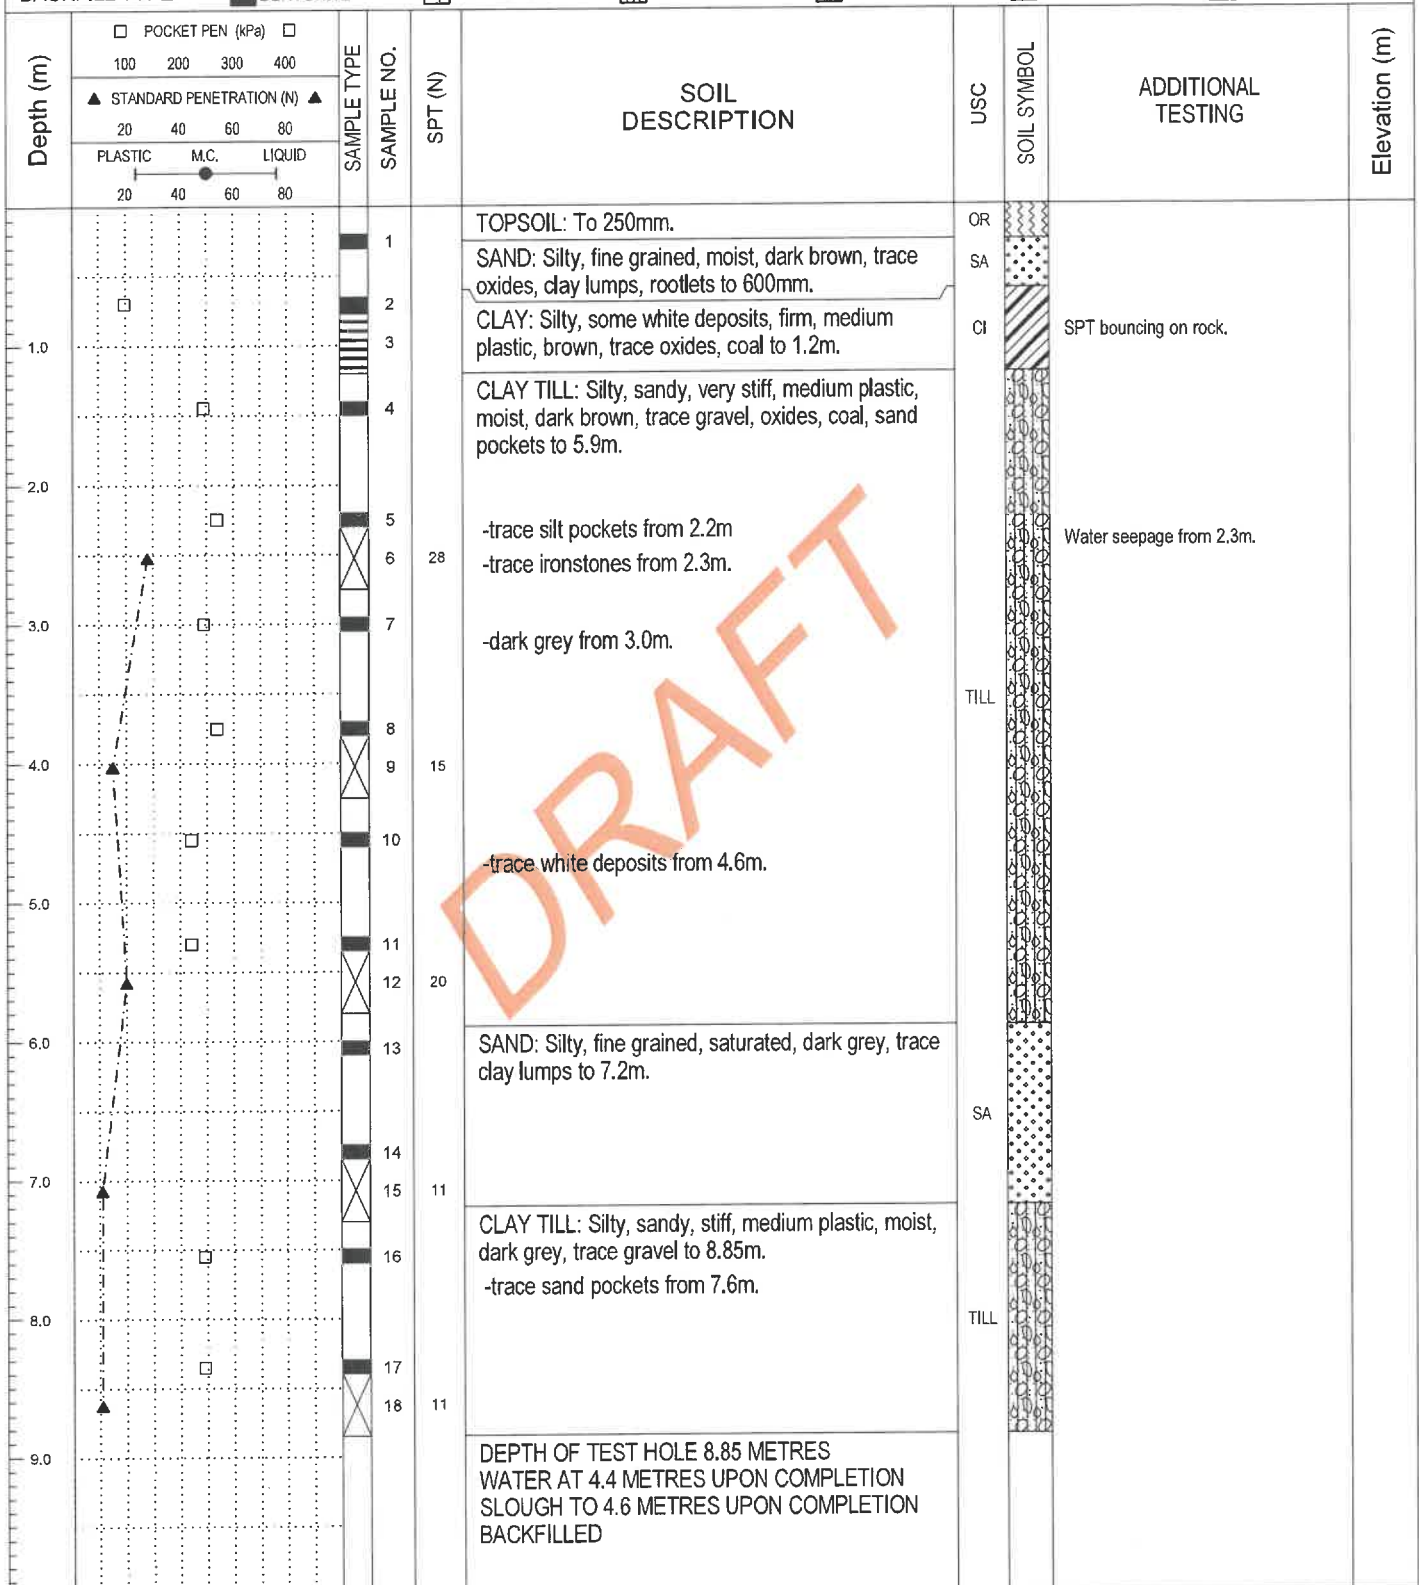 POCKET PEN (kPa)
100 200 300 400
STANDARD PENETRATION (N)
20 40 60 80
PLASTIC M.C. LIQUID
20 40 60 80
Depth (m)
SAMPLE TYPE
SAMPLE NO.
SPT (N)
SOIL
DESCRIPTION
USC
SOIL SYMBOL
ADDITIONAL
TESTING
Elevation (m)
TOPSOIL: To 250mm.
OR
1
SAND: Silty, fine grained, moist, dark brown, trace
oxides, clay lumps, rootlets to 600mm.
SA
2
CLAY: Silty, some white deposits, firm, medium
plastic, brown, trace oxides, coal to 1.2m.
CI
SPT bouncing on rock.
1.0
3
CLAY TILL: Silty, sandy, very stiff, medium plastic,
moist, dark brown, trace gravel, oxides, coal, sand
pockets to 5.9m.
4
2.0
5
-trace silt pockets from 2.2m
Water seepage from 2.3m.
6 28
-trace ironstones from 2.3m.
3.0
7
-dark grey from 3.0m.
TILL
8
4.0
9 15
10
-trace white deposits from 4.6m.
5.0
11
12 20
DRAFT
6.0
13
SAND: Silty, fine grained, saturated, dark grey, trace
clay lumps to 7.2m.
SA
14
7.0
15 11
CLAY TILL: Silty, sandy, stiff, medium plastic, moist,
dark grey, trace gravel to 8.85m.
16
-trace sand pockets from 7.6m.
8.0
TILL
17
18 11
9.0
DEPTH OF TEST HOLE 8.85 METRES
WATER AT 4.4 METRES UPON COMPLETION
SLOUGH TO 4.6 METRES UPON COMPLETION
BACKFILLED